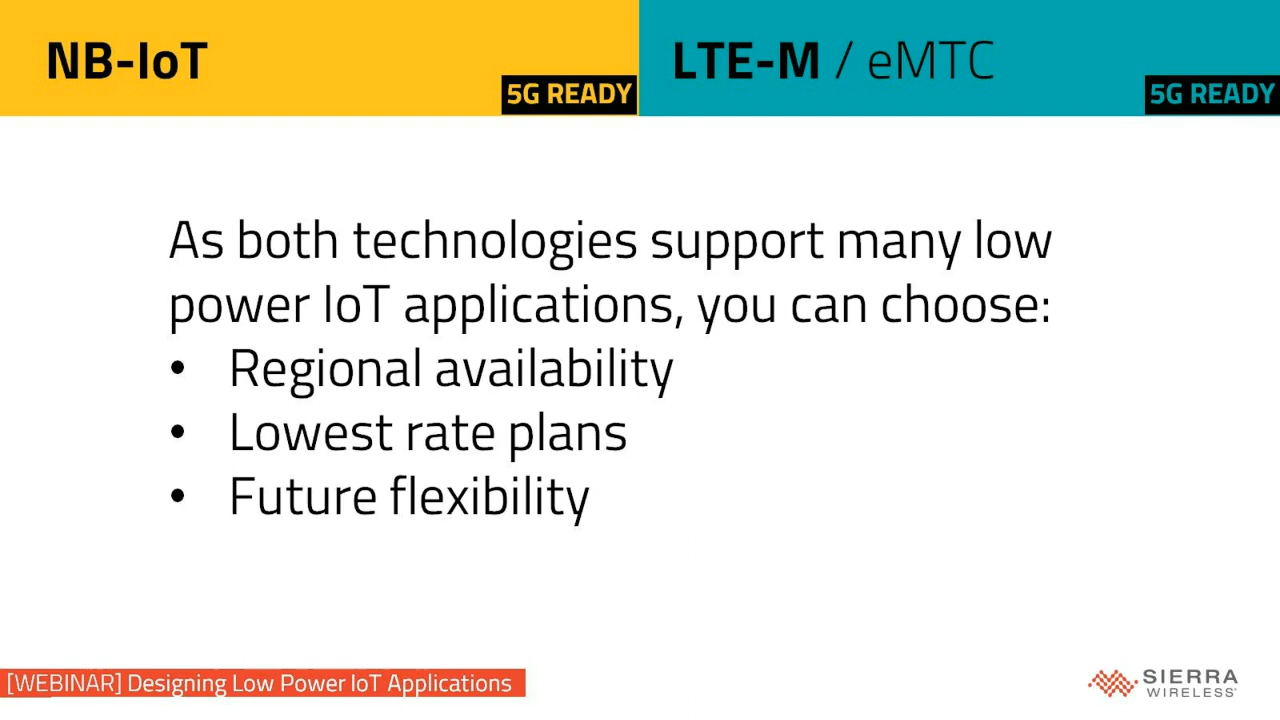 NB-IoT
5G READY
LTE-M / eMTC
5G READY
As both technologies support many low
power IoT applications, you can choose:
• Regional availability
• Lowest rate plans
• Future flexibility
[WEBINAR] Designing Low Power IoT Applications
SIERRA
WIRELESS